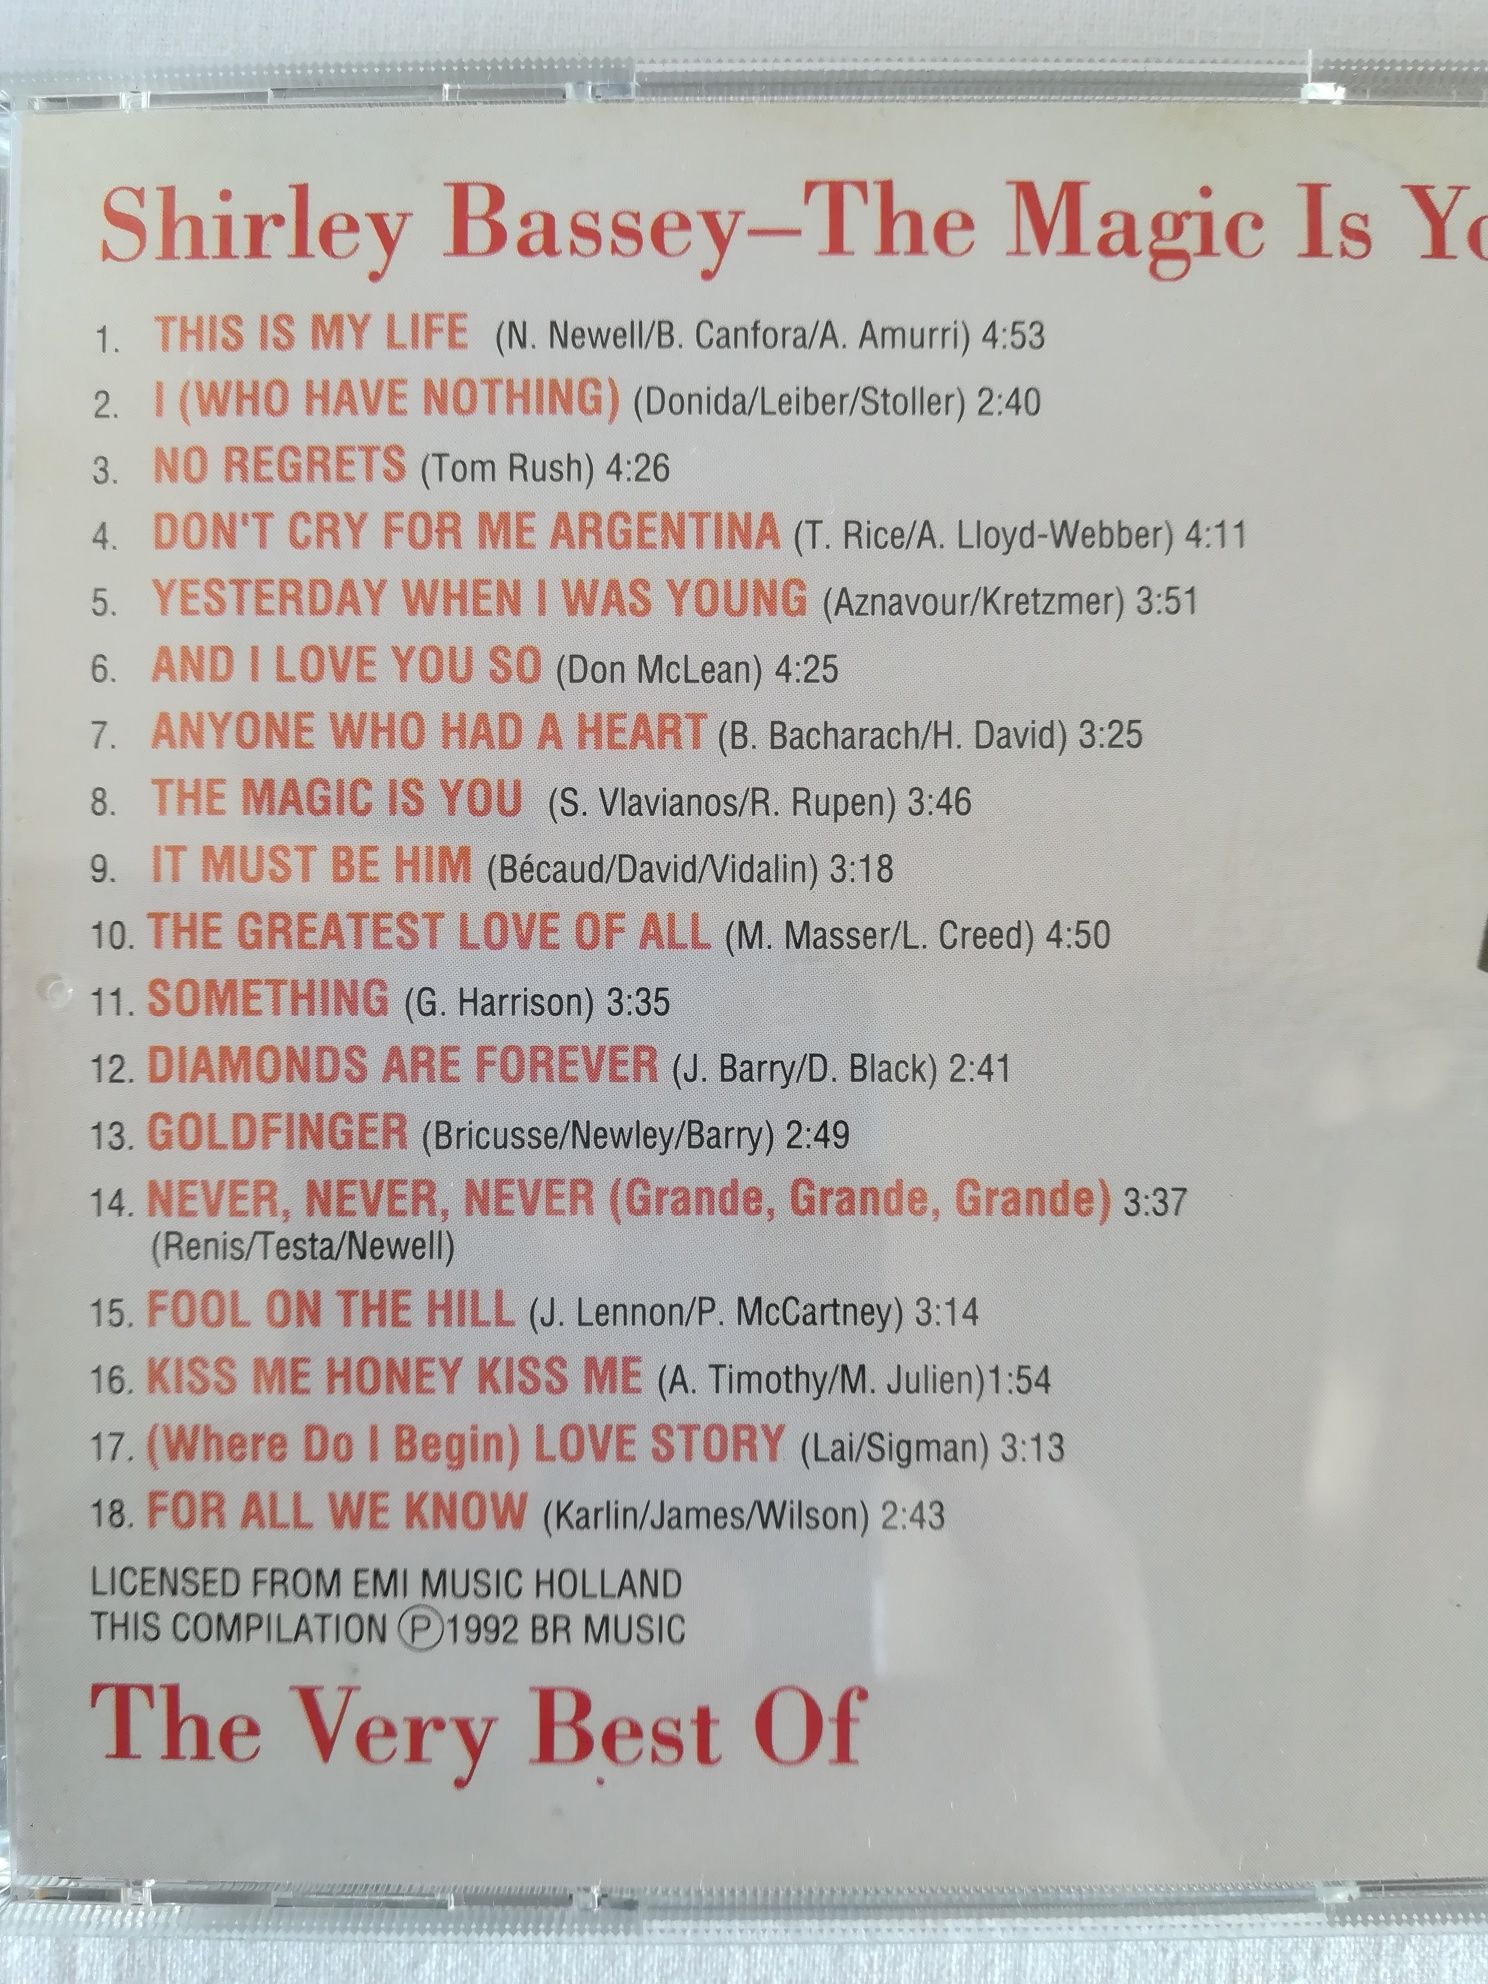 Shirley Bassey–The Magic Is
1. THIS IS MY LIFE (N. Newell/B. Canfora/A. Amurri) 4:53
2. I (WHO HAVE NOTHING) (Donida/Leiber/Stoller) 2:40
3. NO REGRETS (Tom Rush) 4:26
4. DON'T CRY FOR ME ARGENTINA (T. Rice/A. Lloyd-Webber) 4:11
5. YESTERDAY WHEN I WAS YOUNG (Aznavour/Kretzmer) 3:51
6. AND I LOVE YOU SO (Don McLean) 4:25
7. ANYONE WHO HAD A HEART (B. Bacharach/H. David) 3:25
8. THE MAGIC IS YOU (S. Vlavianos/R. Rupen) 3:46
9. IT MUST BE HIM (Bécaud/David/Vidalin) 3:18
10. THE GREATEST LOVE OF ALL (M. Masser/L. Creed) 4:50
11. SOMETHING (G. Harrison) 3:35
12. DIAMONDS ARE FOREVER (J. Barry/D. Black) 2:41
13. GOLDFINGER (Bricusse/Newley/Barry) 2:49
14. NEVER, NEVER, NEVER (Grande, Grande, Grande) 3:37
(Renis/Testa/Newell)
15. FOOL ON THE HILL (J. Lennon/P. McCartney) 3:14
16. KISS ME HONEY KISS ME (A. Timothy/M. Julien)1:54
17. (Where Do I Begin) LOVE STORY (Lai/Sigman) 3:13
18. FOR ALL WE KNOW (Karlin/James/Wilson) 2:43
LICENSED FROM EMI MUSIC HOLLAND
THIS COMPILATION Ⓟ1992 BR MUSIC
The Very Best Of